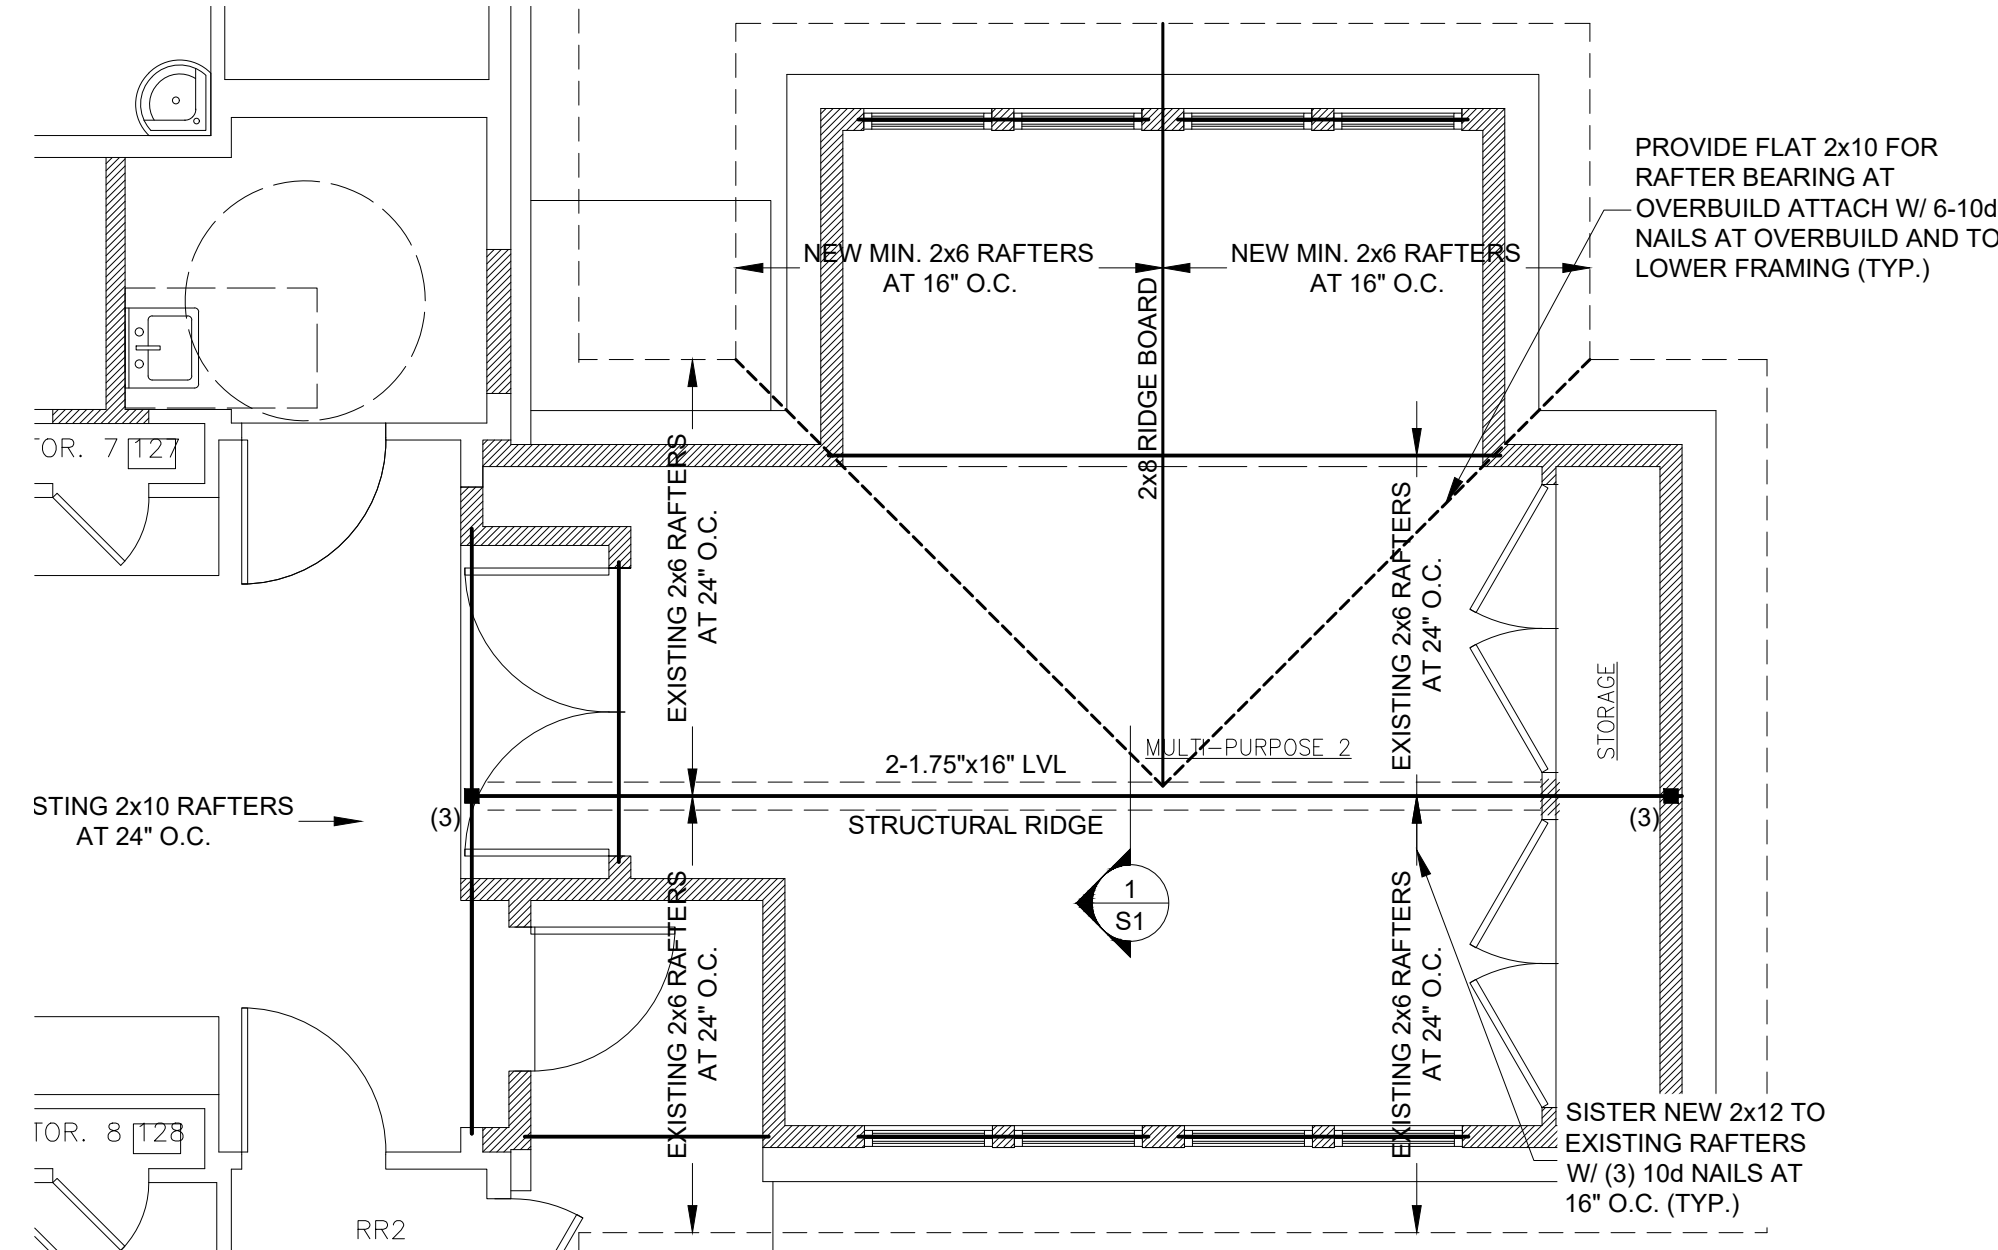 PROVIDE FLAT 2x10 FOR
RAFTER BEARING AT
OVERBUILD ATTACH W/ 6-10d
NAILS AT OVERBUILD AND TO
LOWER FRAMING (TYP.)
NEW MIN. 2x6 RAFTERS
AT 16" O.C.
NEW MIN. 2x6 RAFTERS
AT 16" O.C.
2x8 RIDGE BOARD
TOR. 7 127
EXISTING 2x6 RAFTERS
AT 24" O.C.
EXISTING 2x6 RAFTERS
AT 24" O.C.
STORAGE
MULTI-PURPOSE 2
2-1.75"x16" LVL
STRUCTURAL RIDGE
STING 2x10 RAFTERS
AT 24" O.C.
(3)
(3)
1
S1
EXISTING 2x6 RAFTERS
AT 24" O.C.
EXISTING 2x6 RAFTERS
AT 24" O.C.
SISTER NEW 2x12 TO
EXISTING RAFTERS
W/ (3) 10d NAILS AT
16" O.C. (TYP.)
TOR. 8 128
RR2